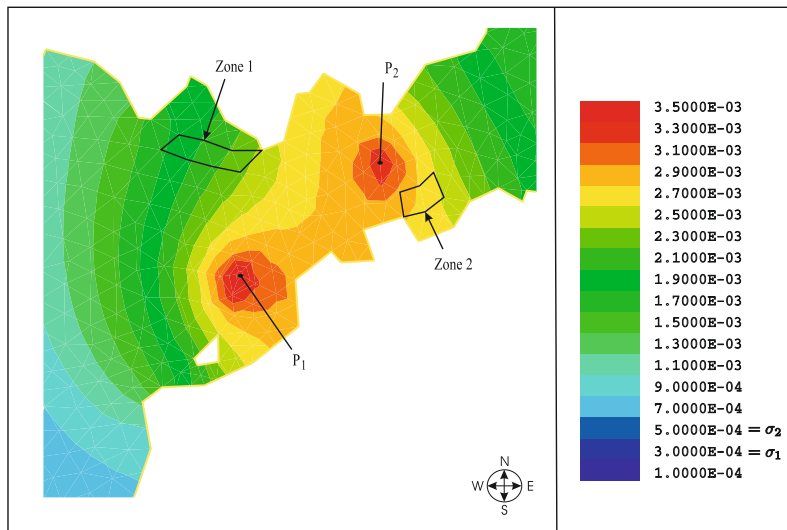 Zone 1
P₂
Zone 2
P₁
N
W E
S
3.5000E-03
3.3000E-03
3.1000E-03
2.9000E-03
2.7000E-03
2.5000E-03
2.3000E-03
2.1000E-03
1.9000E-03
1.7000E-03
1.5000E-03
1.3000E-03
1.1000E-03
9.0000E-04
7.0000E-04
5.0000E-04 = σ₂
3.0000E-04 = σ₁
1.0000E-04